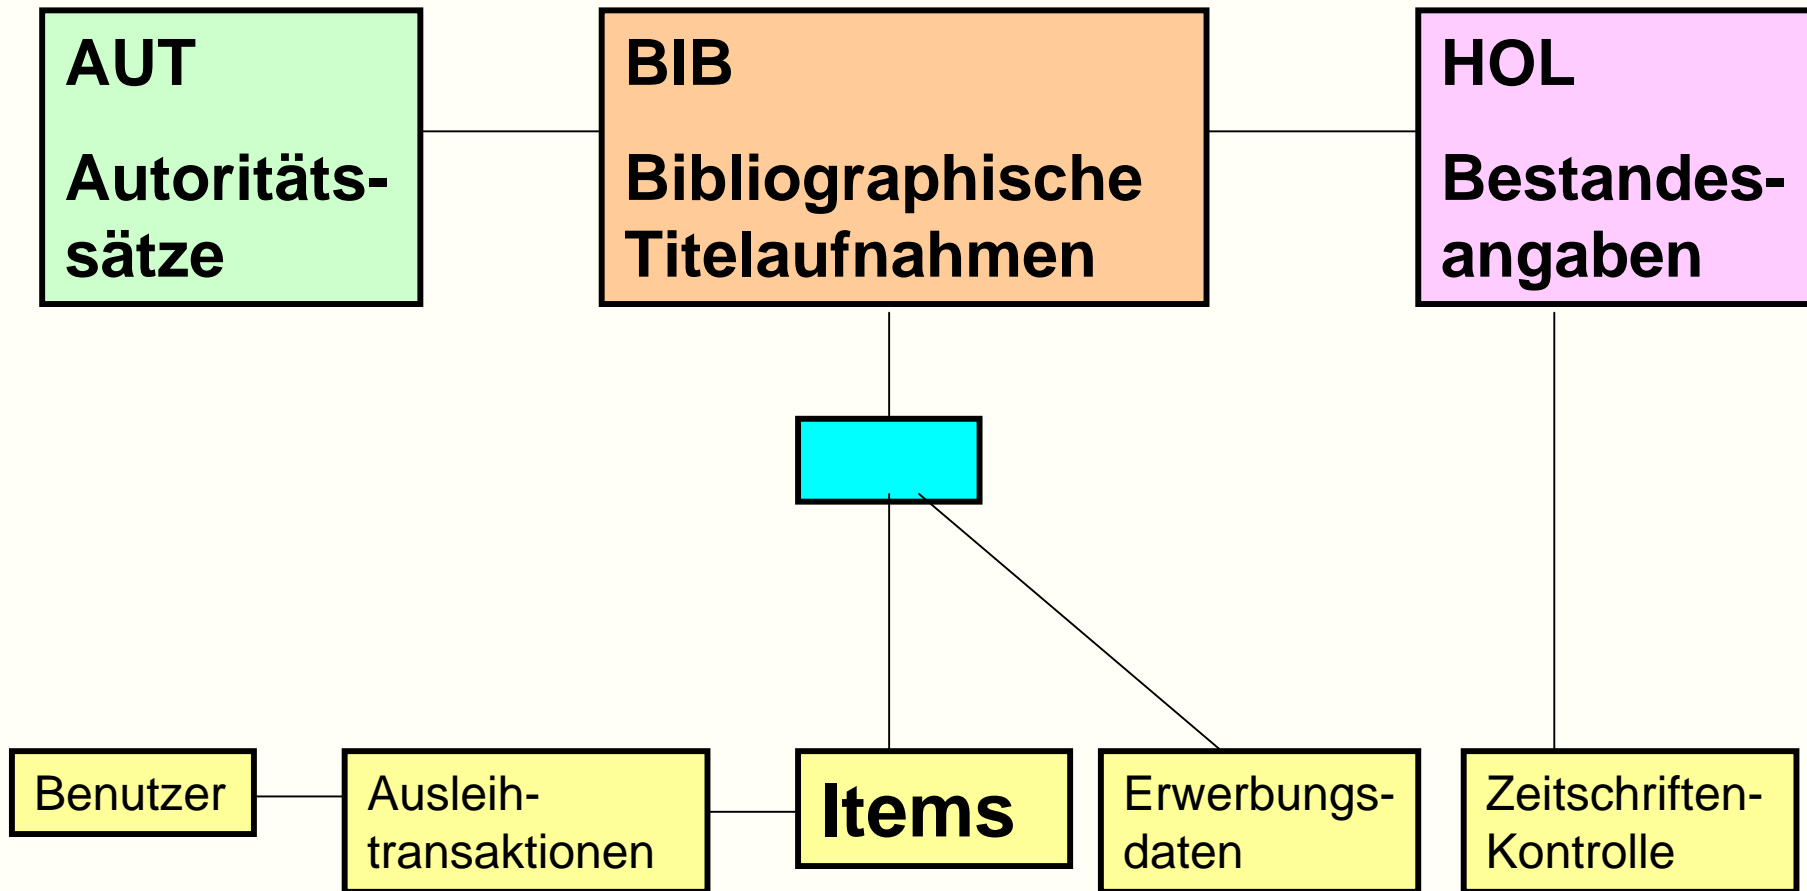 AUT
Autoritäts-
sätze
BIB
Bibliographische
Titelaufnahmen
HOL
Bestandes-
angaben
Benutzer
Ausleih-
transaktionen
Items
Erwerbungs-
daten
Zeitschriften-
Kontrolle